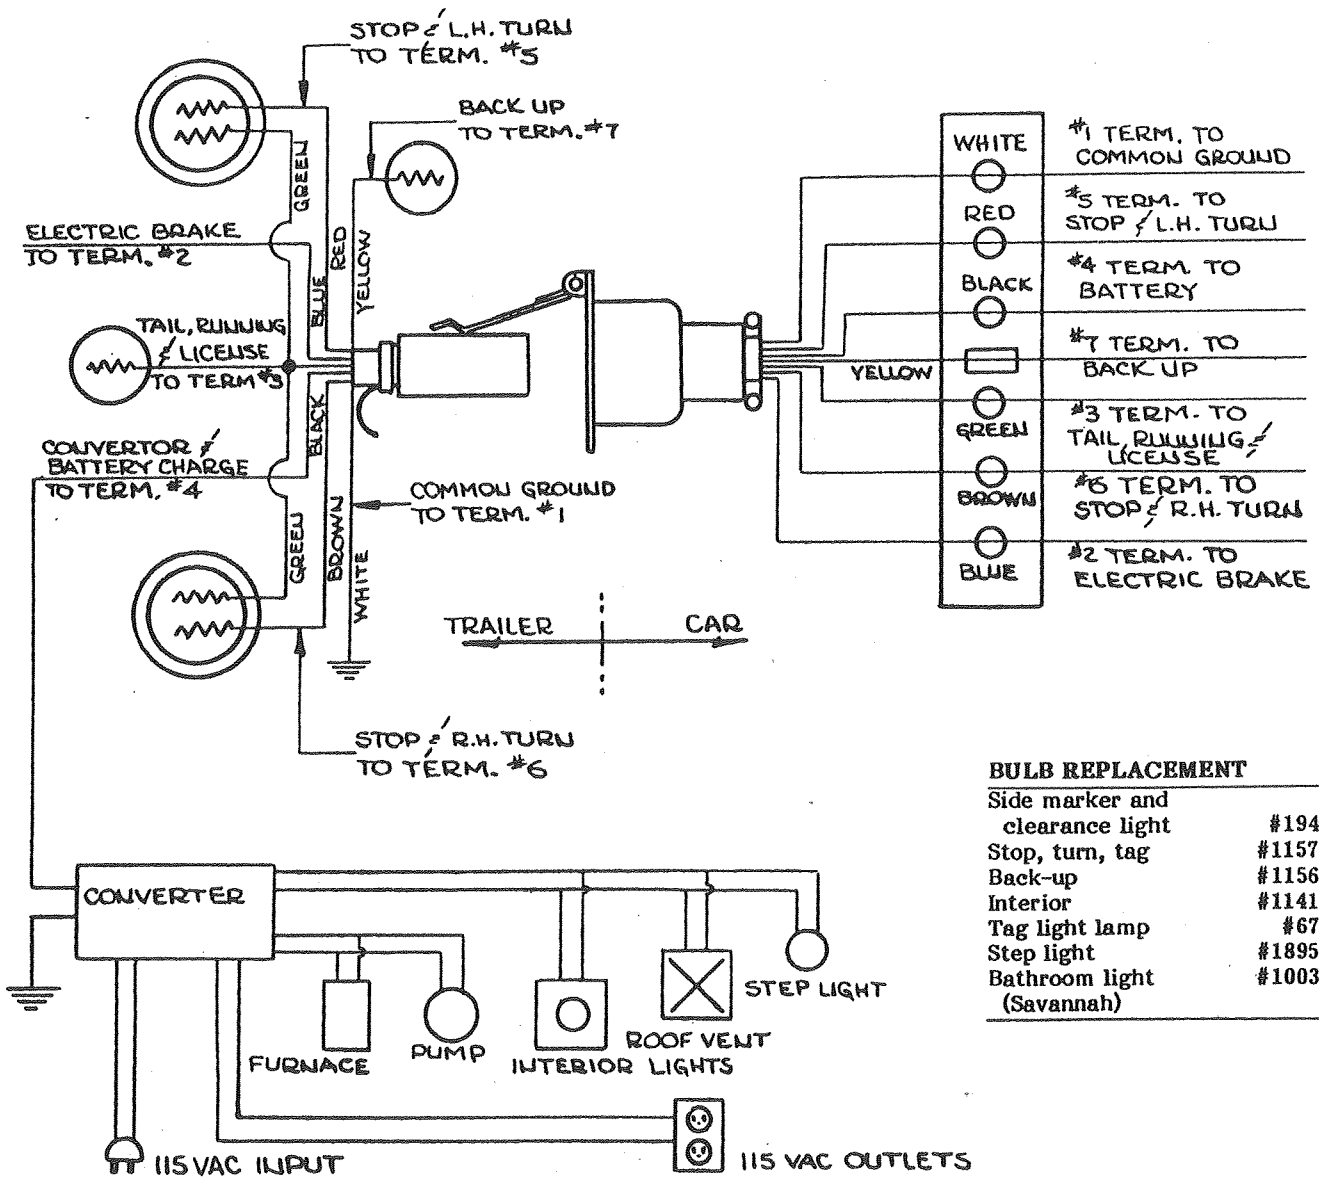 STOP & L.H. TURN
TO TERM. #5
BACK UP
TO TERM. #7
GREEN
ELECTRIC BRAKE
TO TERM. #2
BLUE
RED
YELLOW
TAIL, RUNNING
& LICENSE
TO TERM #3
BLACK
CONVERTOR &
BATTERY CHARGE
TO TERM. #4
COMMON GROUND
TO TERM. #1
GREEN
BROWN
WHITE
STOP & R.H. TURN
TO TERM. #6
TRAILER
CAR
WHITE
#1 TERM. TO
COMMON GROUND
RED
#5 TERM. TO
STOP & L.H. TURN
BLACK
#4 TERM. TO
BATTERY
YELLOW
#7 TERM. TO
BACK UP
GREEN
#3 TERM. TO
TAIL, RUNNING &
LICENSE
BROWN
#6 TERM. TO
STOP & R.H. TURN
BLUE
#2 TERM. TO
ELECTRIC BRAKE
BULB REPLACEMENT
Side marker and
clearance light #194
Stop, turn, tag #1157
Back-up #1156
Interior #1141
Tag light lamp #67
Step light #1895
Bathroom light #1003
(Savannah)
CONVERTER
FURNACE
PUMP
INTERIOR LIGHTS
ROOF VENT
STEP LIGHT
115 VAC INPUT
115 VAC OUTLETS